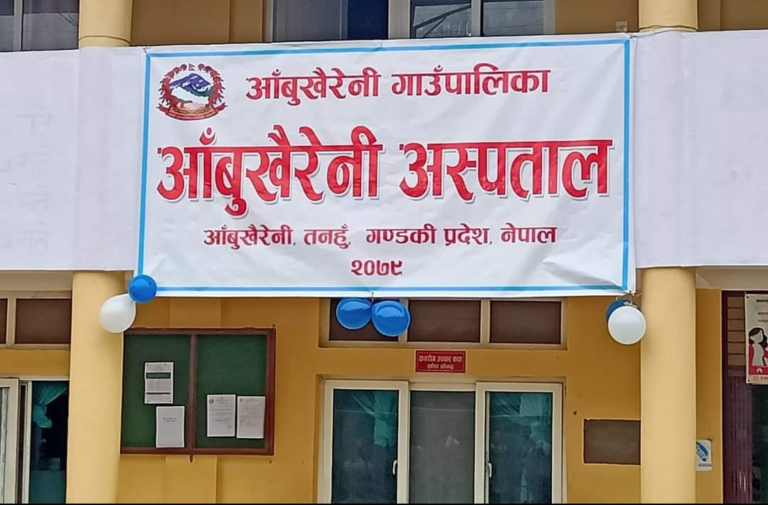 आँबुखैरेनी गाउँपालिका
आँबुखैरेनी अस्पताल
आँबुखैरेनी, तनहुँ, गण्डकी प्रदेश, नेपाल
२०७९